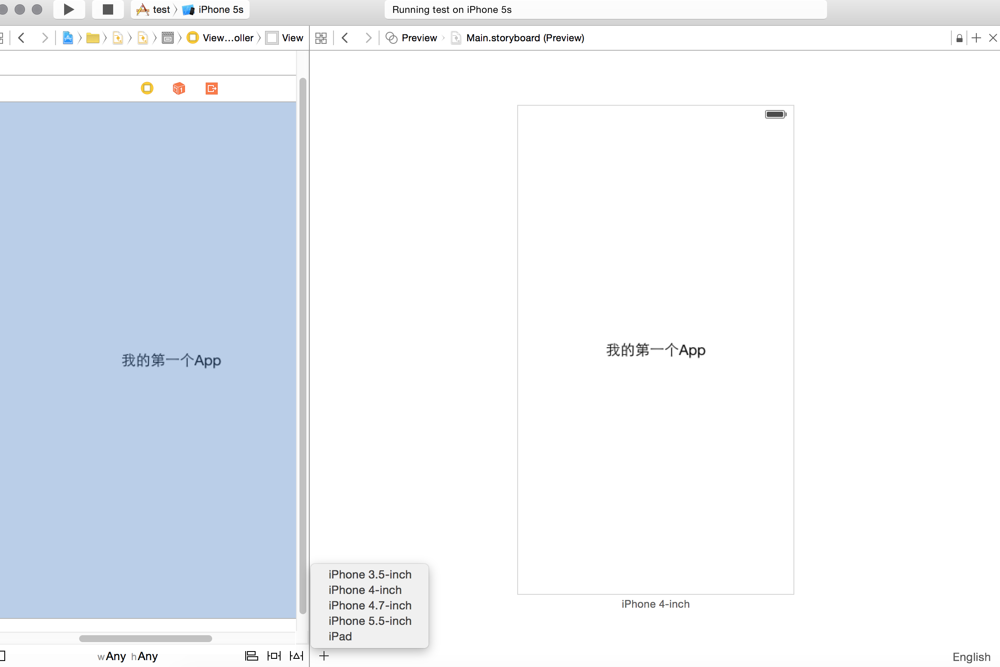 test iPhone 5s
Running test on iPhone 5s
View...oller View
Preview Main.storyboard (Preview)
我的第一个App
我的第一个App
iPhone 3.5-inch
iPhone 4-inch
iPhone 4.7-inch
iPhone 5.5-inch
iPad
iPhone 4-inch
wAny hAny
English